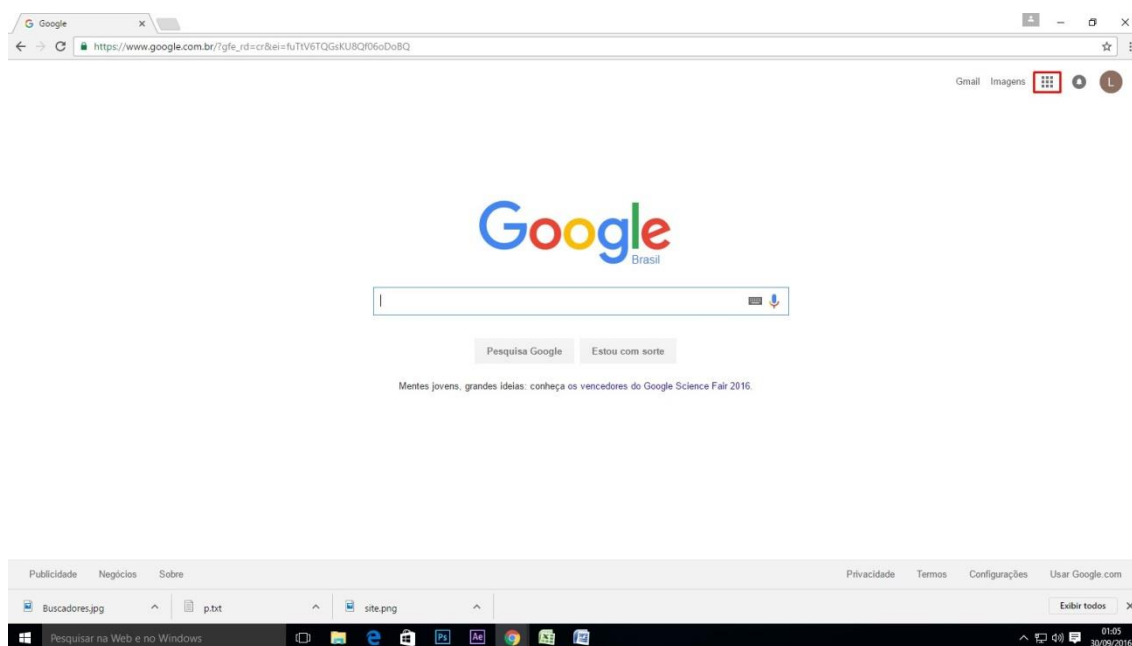 Google
https://www.google.com.br/?gfe_rd=cr&ei=fuTtV6TQGsKU8Qf06oDoBQ
Gmail Imagens L
Google
Brasil
Pesquisa Google Estou com sorte
Mentes jovens, grandes ideias: conheça os vencedores do Google Science Fair 2016.
Publicidade Negócios Sobre Privacidade Termos Configurações Usar Google.com
Buscadores.jpg p.txt site.png Exibir todos
Pesquisar na Web e no Windows Ps Ae 01:05
30/09/2016